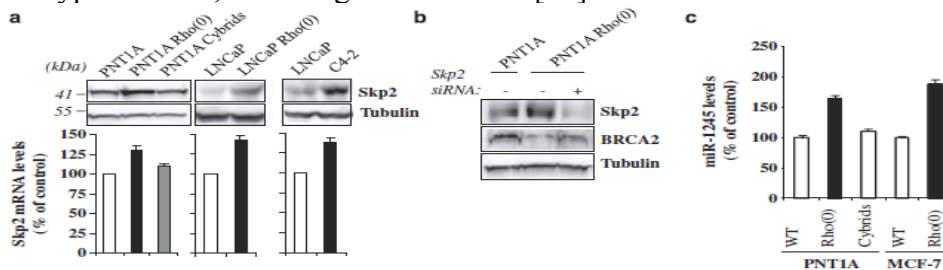 a
b
c
(kDa)
PNT1A
PNT1A Rho(0)
PNT1A Cybrids
LNCaP
LNCaP Rho(0)
LNCaP
C4-2
41
Skp2
55
Tubulin
Skp2 mRNA levels
(% of control)
150
125
100
75
50
25
0
PNT1A
PNT1A Rho(0)
Skp2
siRNA:
- - +
Skp2
BRCA2
Tubulin
miR-1245 levels
(% of control)
250
200
150
100
50
0
WT
Rho(0)
Cybrids
WT
Rho(0)
PNT1A
MCF-7